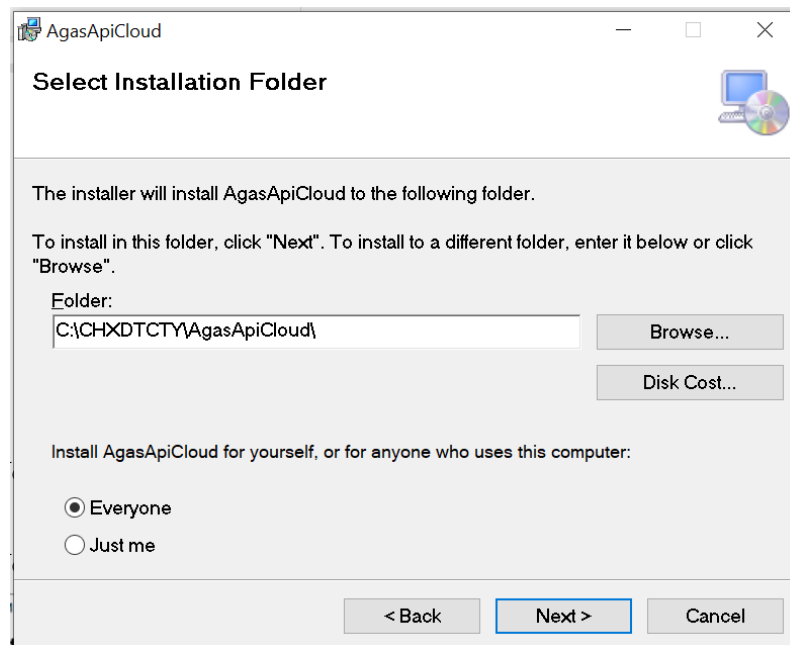 AgasApiCloud
Select Installation Folder
The installer will install AgasApiCloud to the following folder.
To install in this folder, click "Next". To install to a different folder, enter it below or click
"Browse".
Folder:
C:\CHXDTCTY\AgasApiCloud\
Browse...
Disk Cost...
Install AgasApiCloud for yourself, or for anyone who uses this computer:
Everyone
Just me
< Back
Next >
Cancel